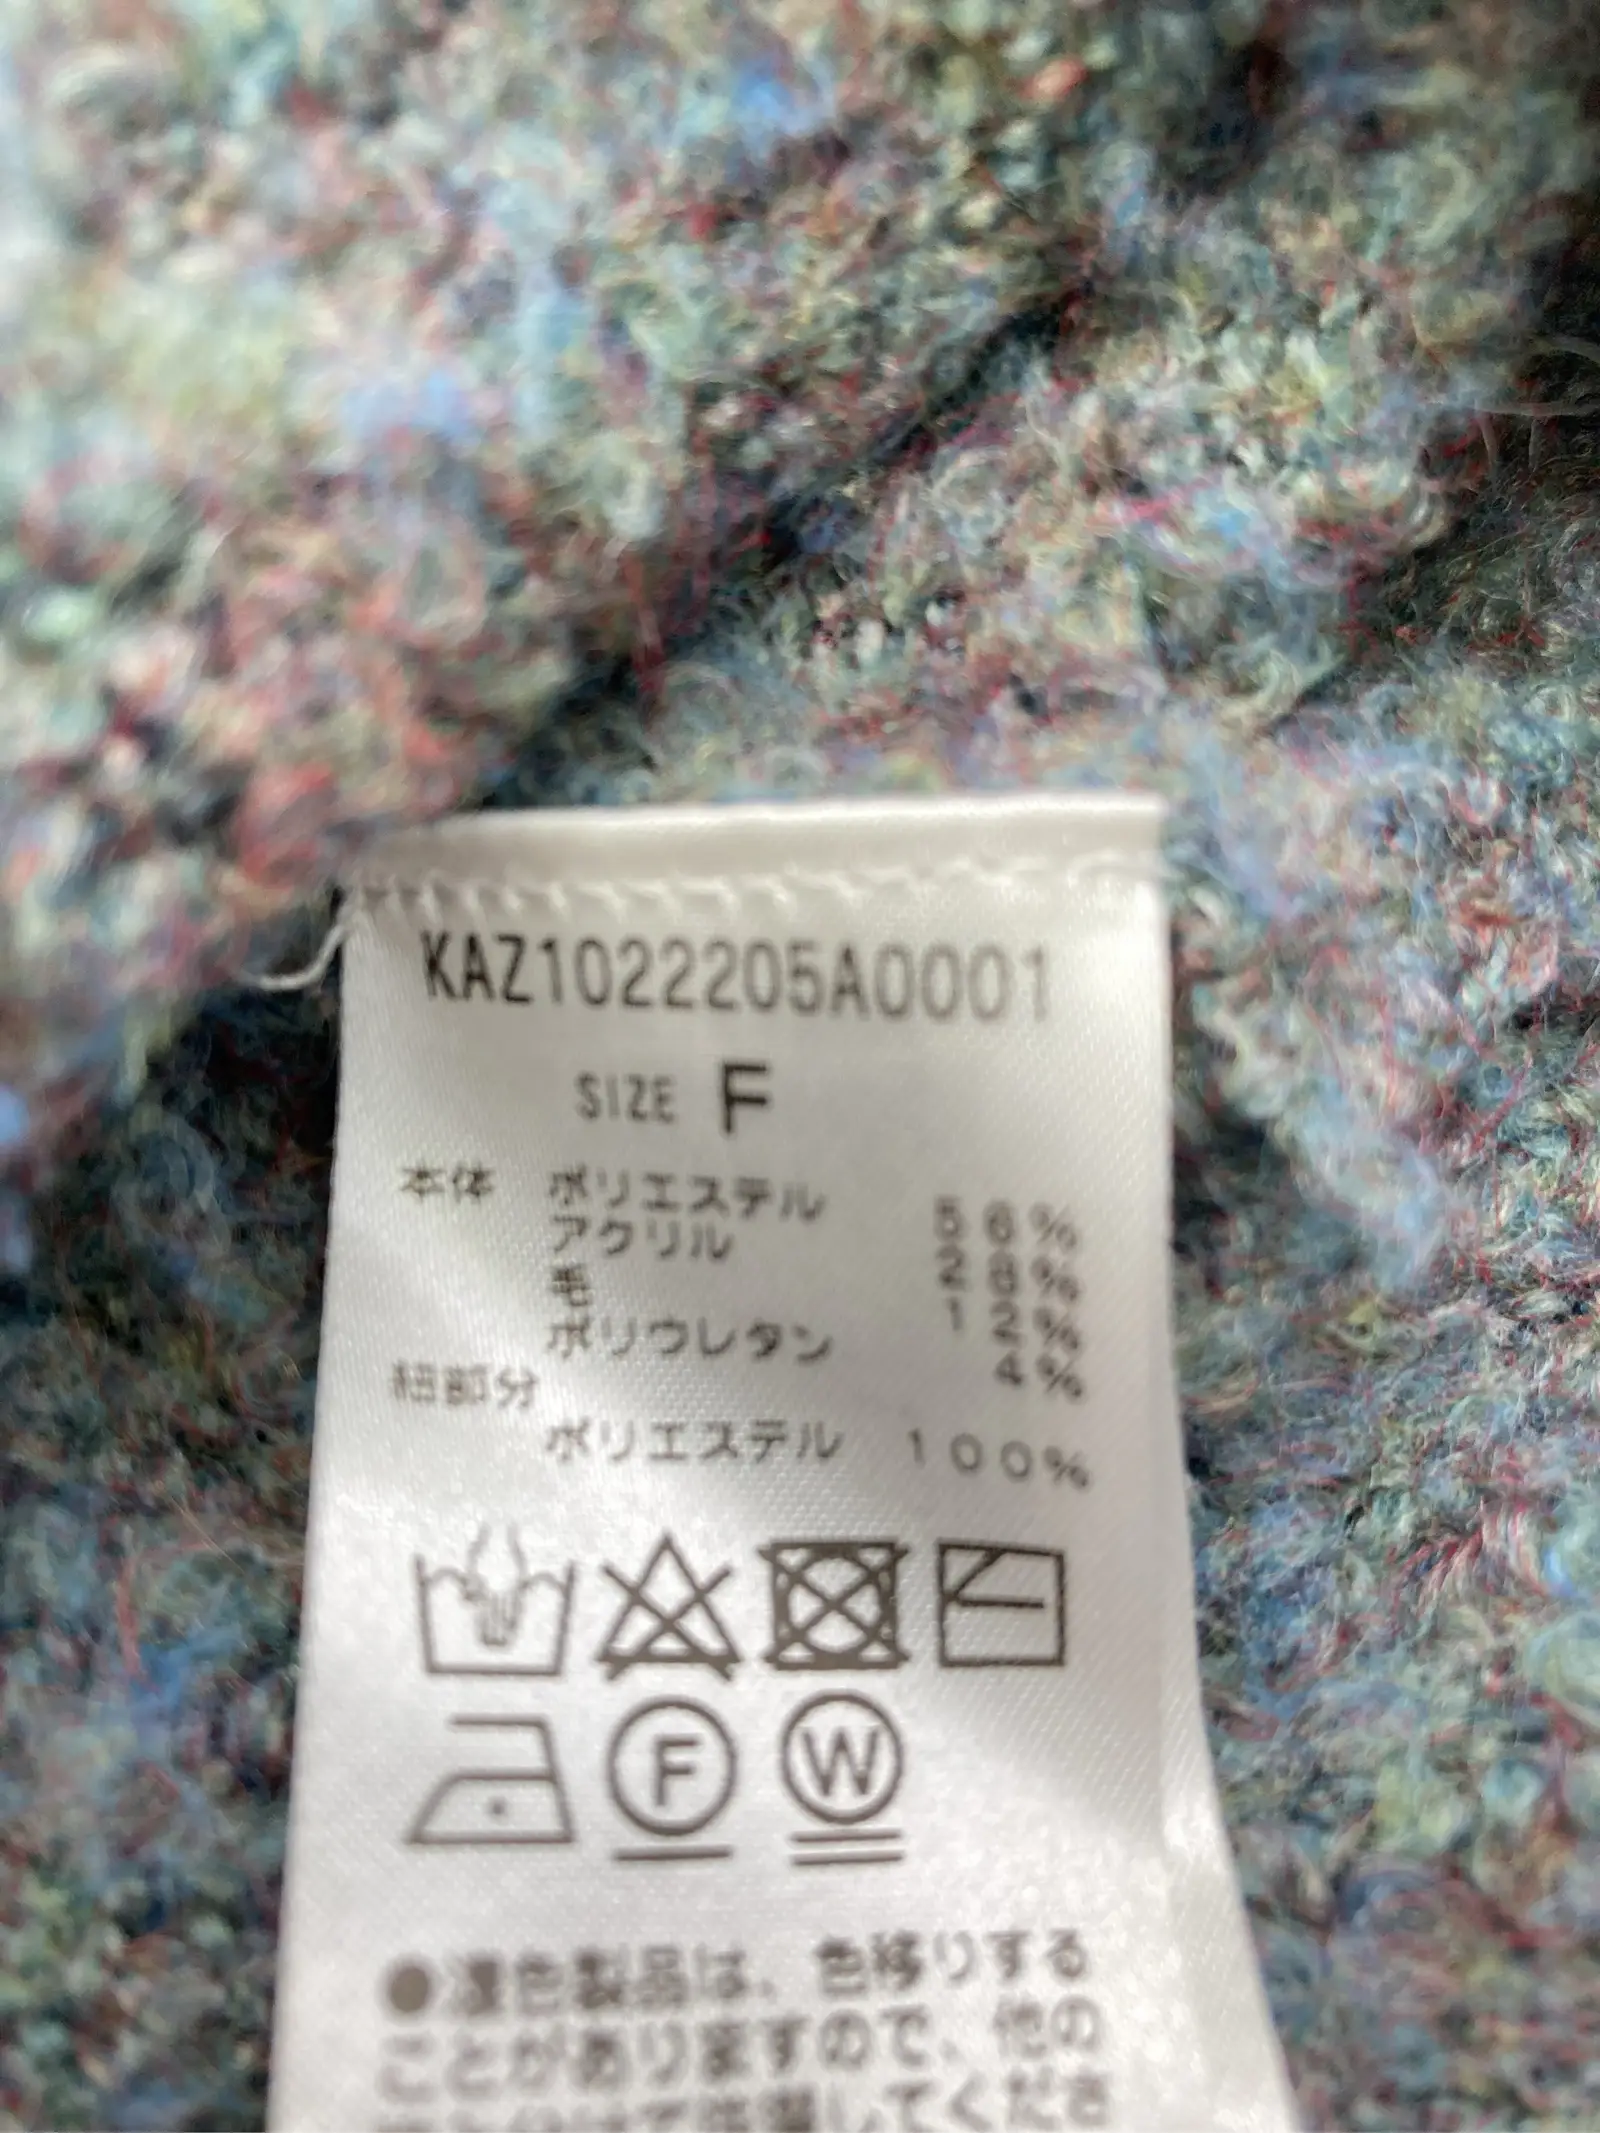 KAZ1022205A0001
SIZE F
本体 ポリエステル 56%
アクリル 28%
毛 12%
ポリウレタン 4%
細部分
ポリエステル 100%
F W
●濃色製品は、色移りする
ことがありますので、他の